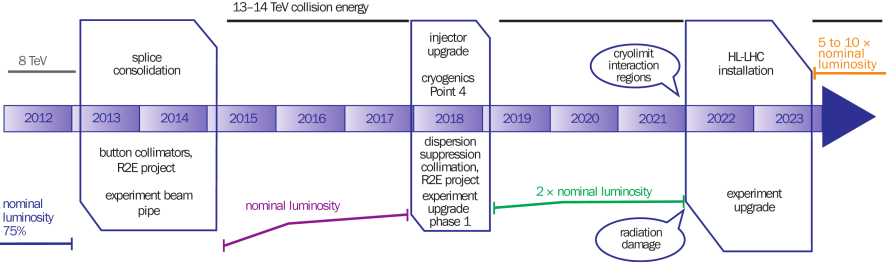 13–14 TeV collision energy
8 TeV
splice
consolidation
injector
upgrade
cryogenics
Point 4
cryolimit
interaction
regions
HL-LHC
installation
5 to 10 ×
nominal
luminosity
2012 2013 2014 2015 2016 2017 2018 2019 2020 2021 2022 2023
button collimators,
R2E project
experiment beam
pipe
dispersion
suppression
collimation,
R2E project
experiment
upgrade
phase 1
nominal
luminosity
75%
nominal luminosity
2 × nominal luminosity
radiation
damage
experiment
upgrade